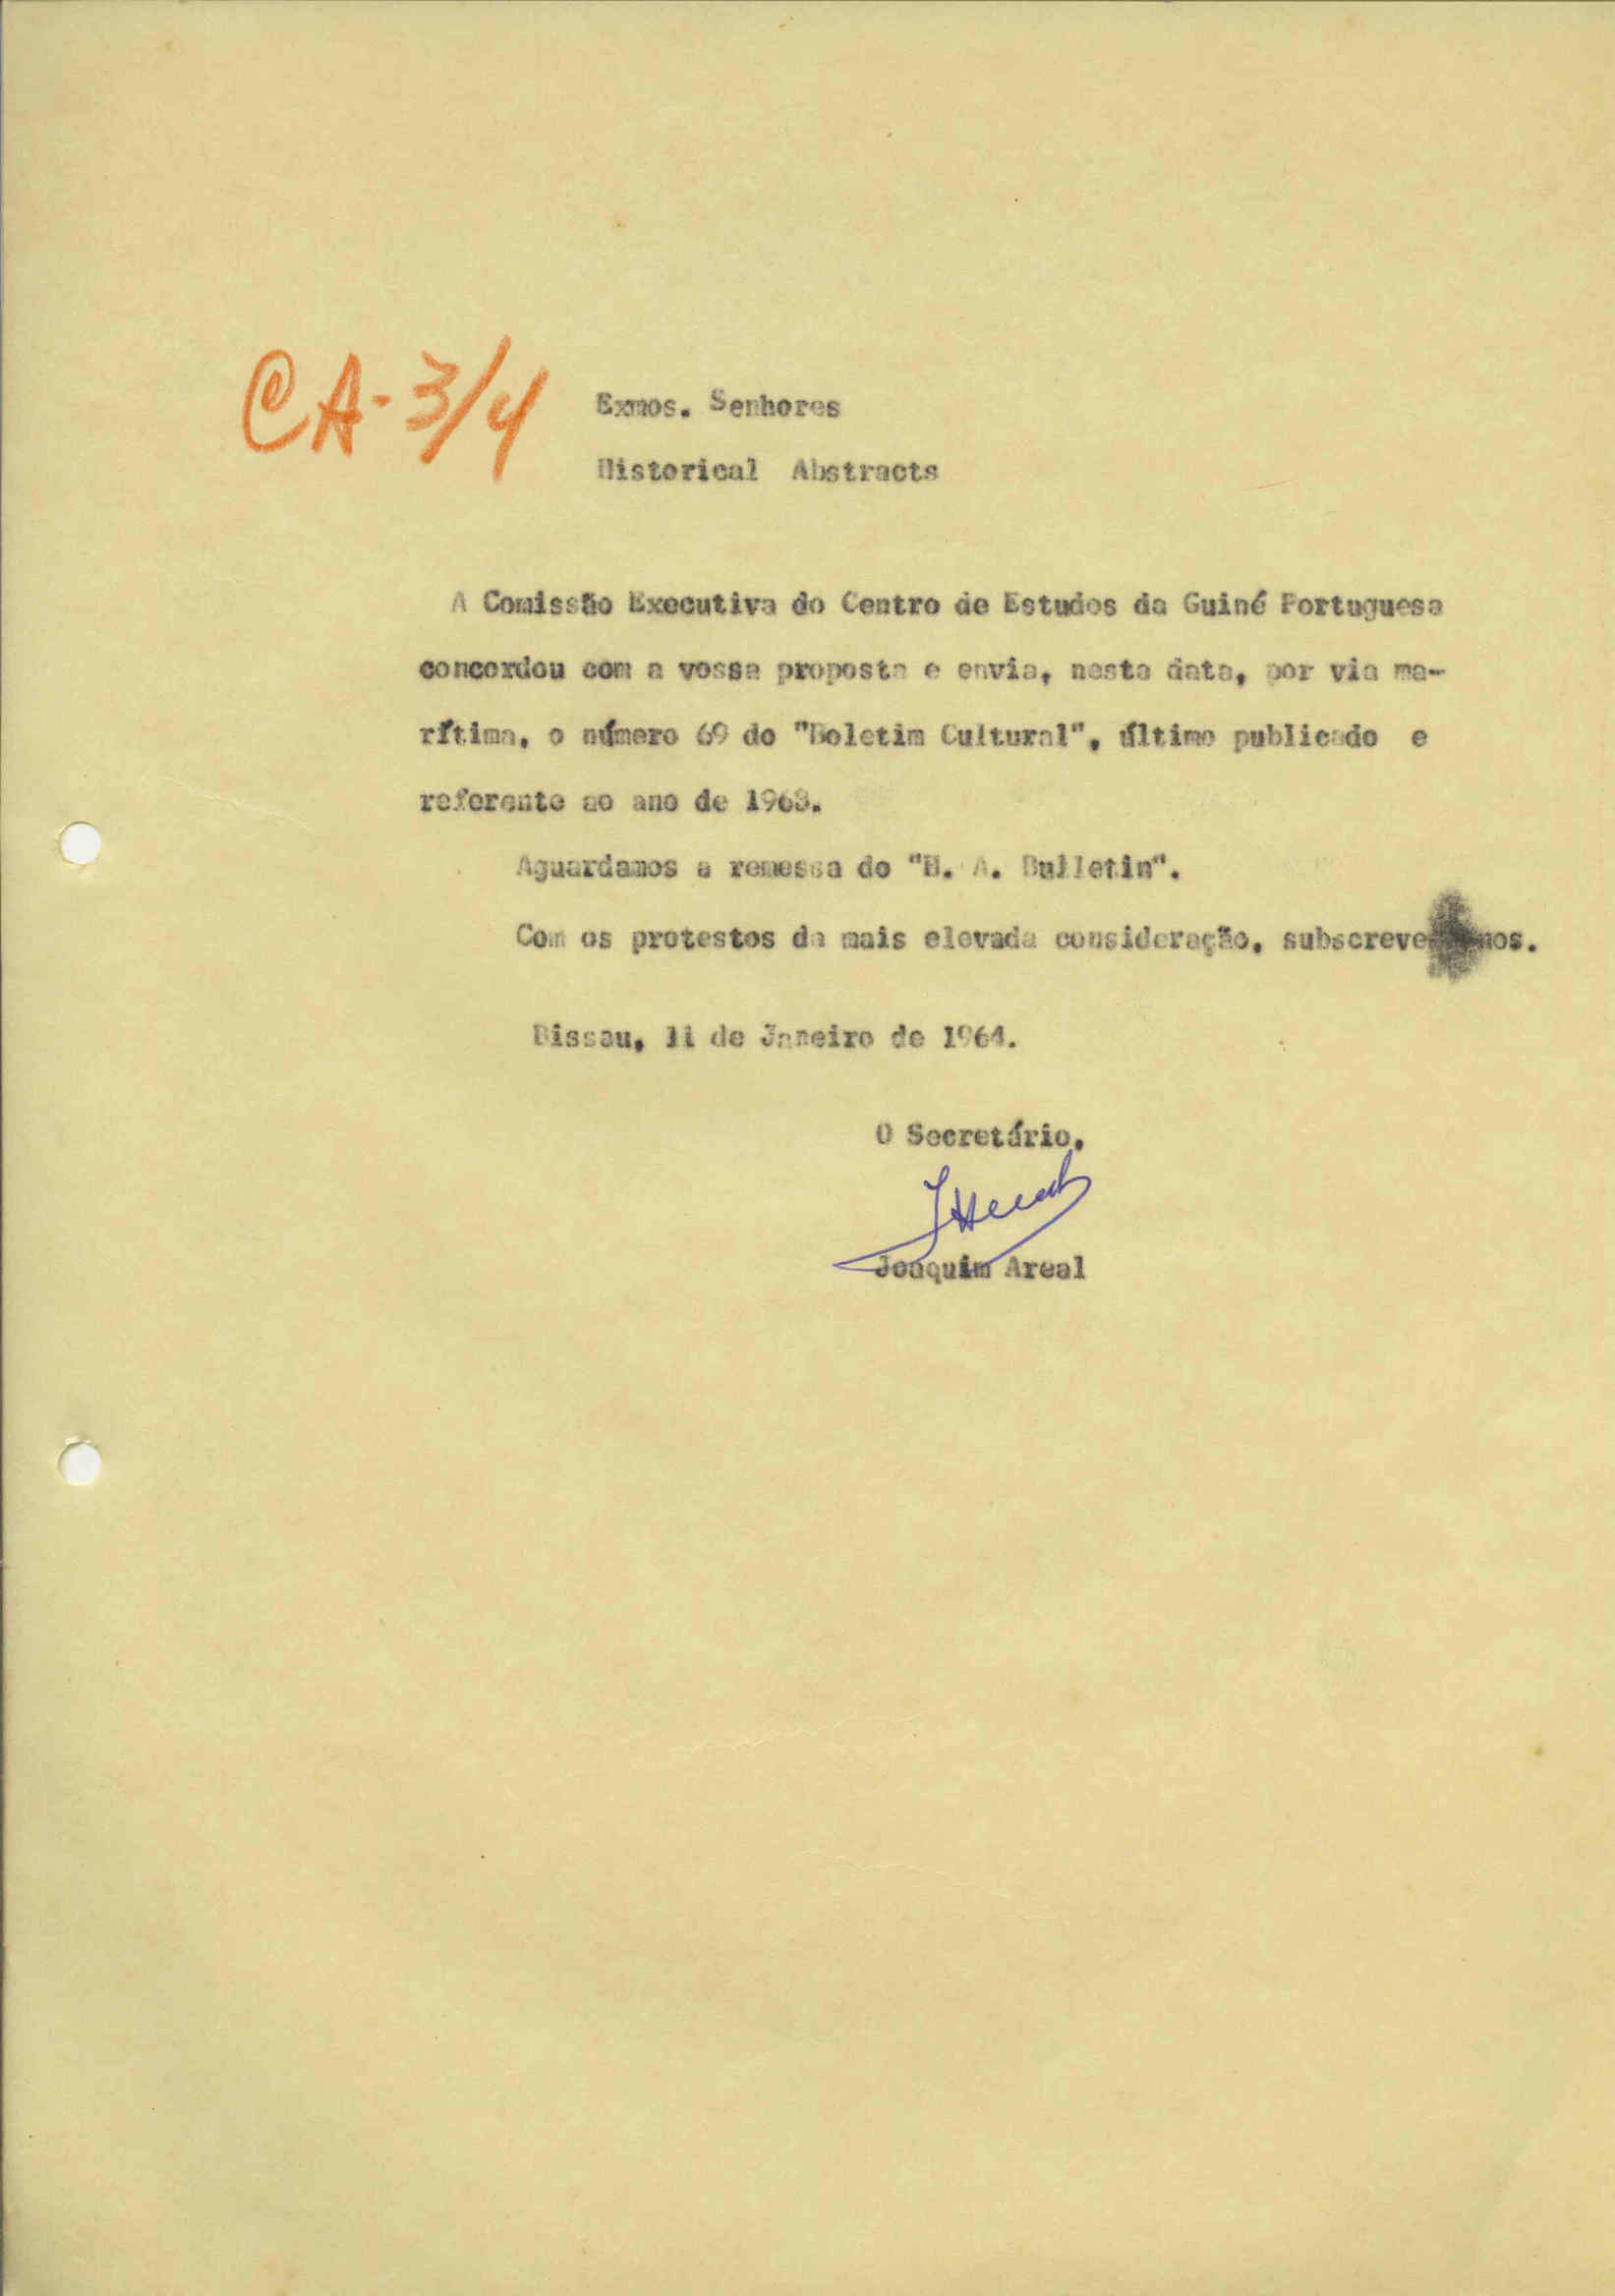 CA-3/4
Exmos. Senhores
Historical Abstracts
A Comissão Executiva do Centro de Estudos da Guiné Portuguesa
concordou com a vossa proposta e envia, nesta data, por via ma-
rítima, o número 69 do "Boletim Cultural", último publicado e
referente ao ano de 1963.
Aguardamos a remessa do "H. A. Bulletin".
Com os protestos da mais elevada consideração, subscreve nos.
Bissau, 11 de Janeiro de 1964.
O Secretário,
Joaquim Areal